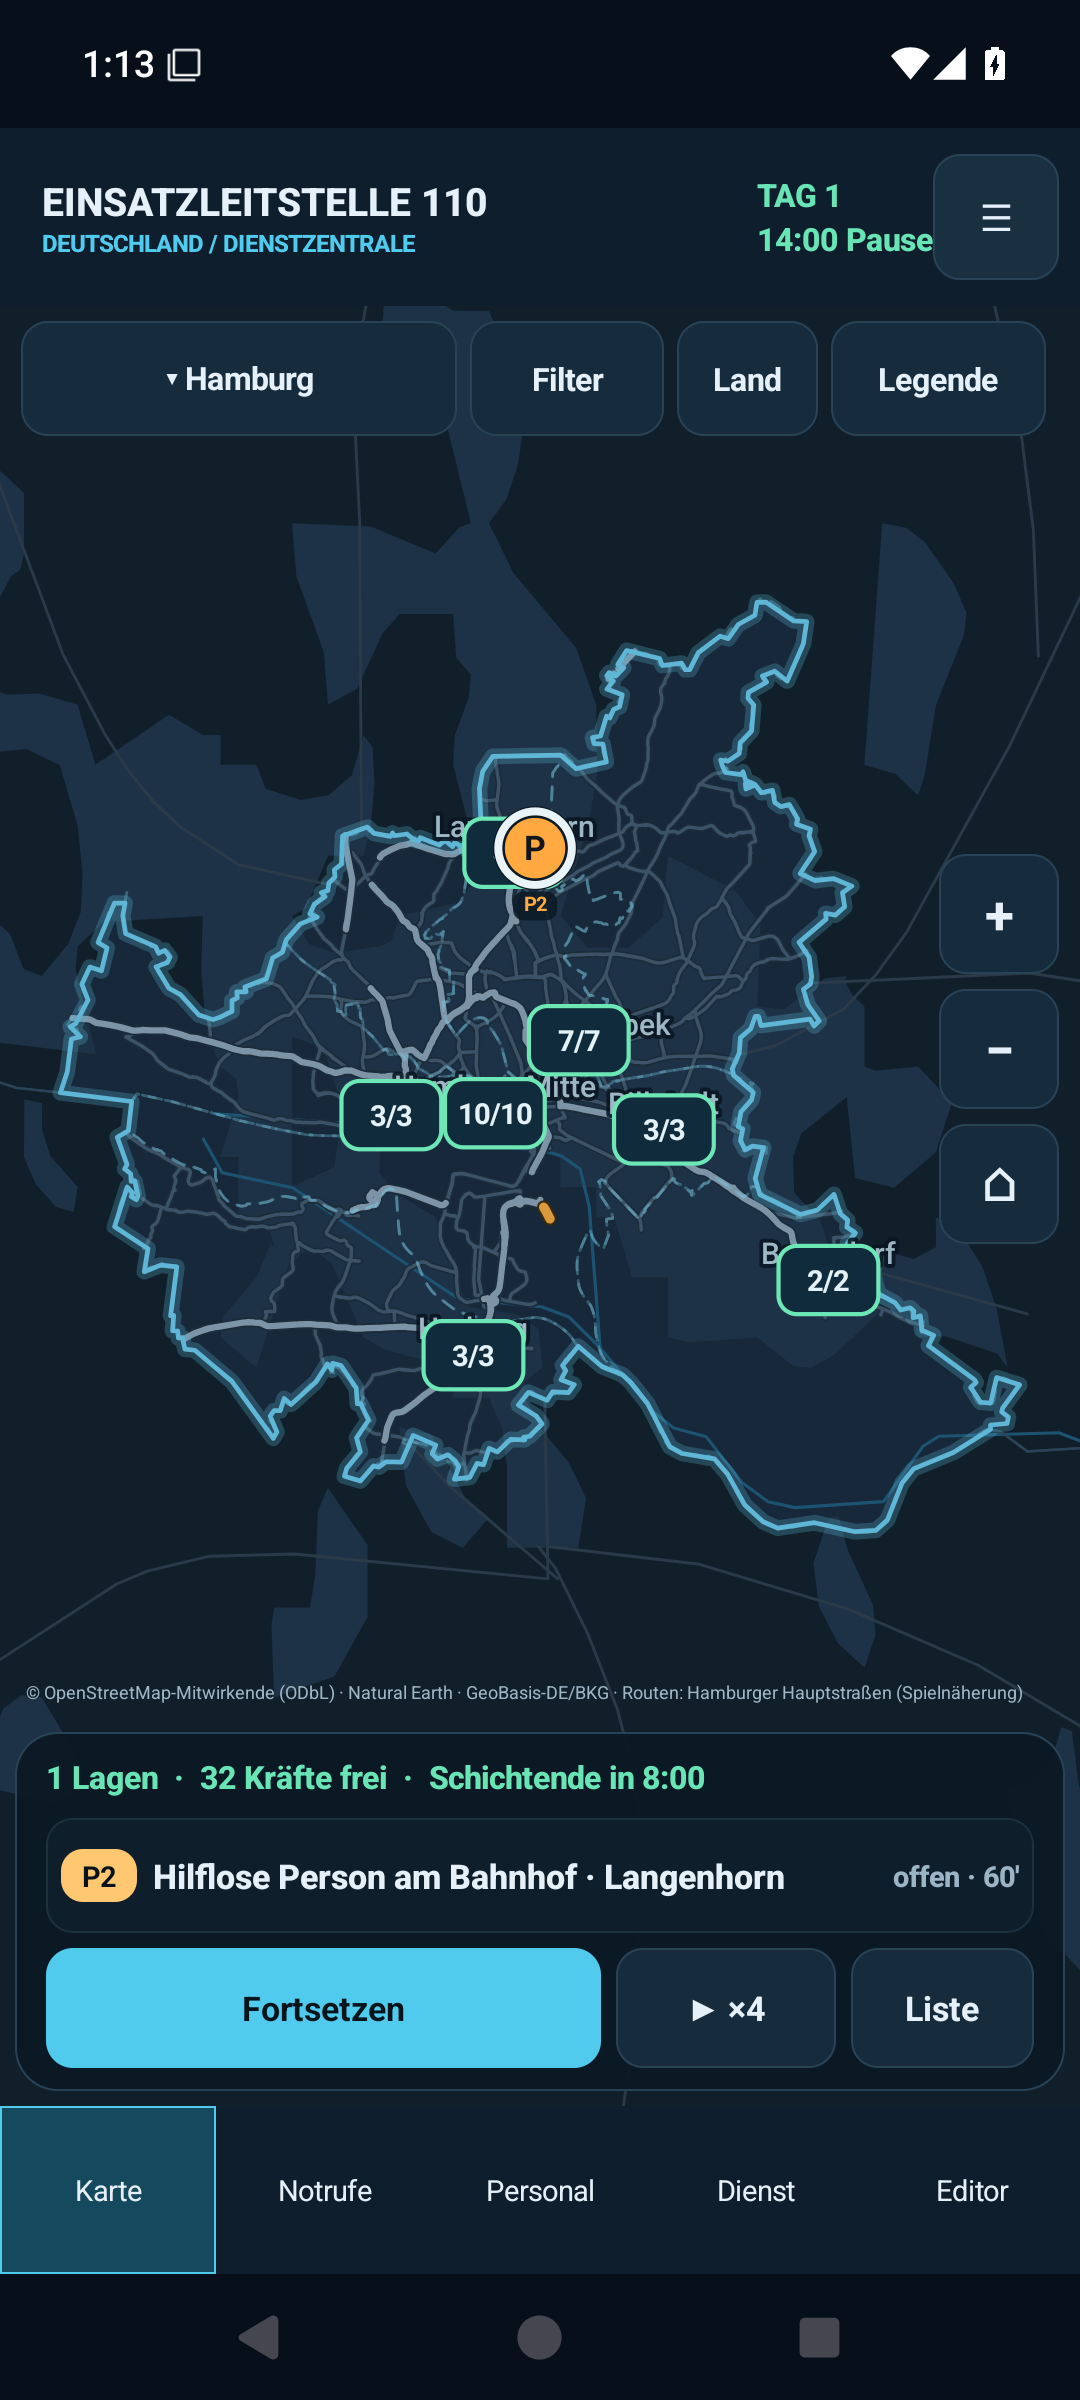 1:13
EINSATZLEITSTELLE 110
DEUTSCHLAND / DIENSTZENTRALE
TAG 1
14:00 Pause
▼ Hamburg
Filter
Land
Legende
P
P2
7/7
3/3
10/10
Mitte
3/3
2/2
3/3
© OpenStreetMap-Mitwirkende (ODbL) · Natural Earth · GeoBasis-DE/BKG · Routen: Hamburger Hauptstraßen (Spielnäherung)
1 Lagen · 32 Kräfte frei · Schichtende in 8:00
P2 Hilflose Person am Bahnhof · Langenhorn offen · 60'
Fortsetzen
► ×4
Liste
Karte
Notrufe
Personal
Dienst
Editor